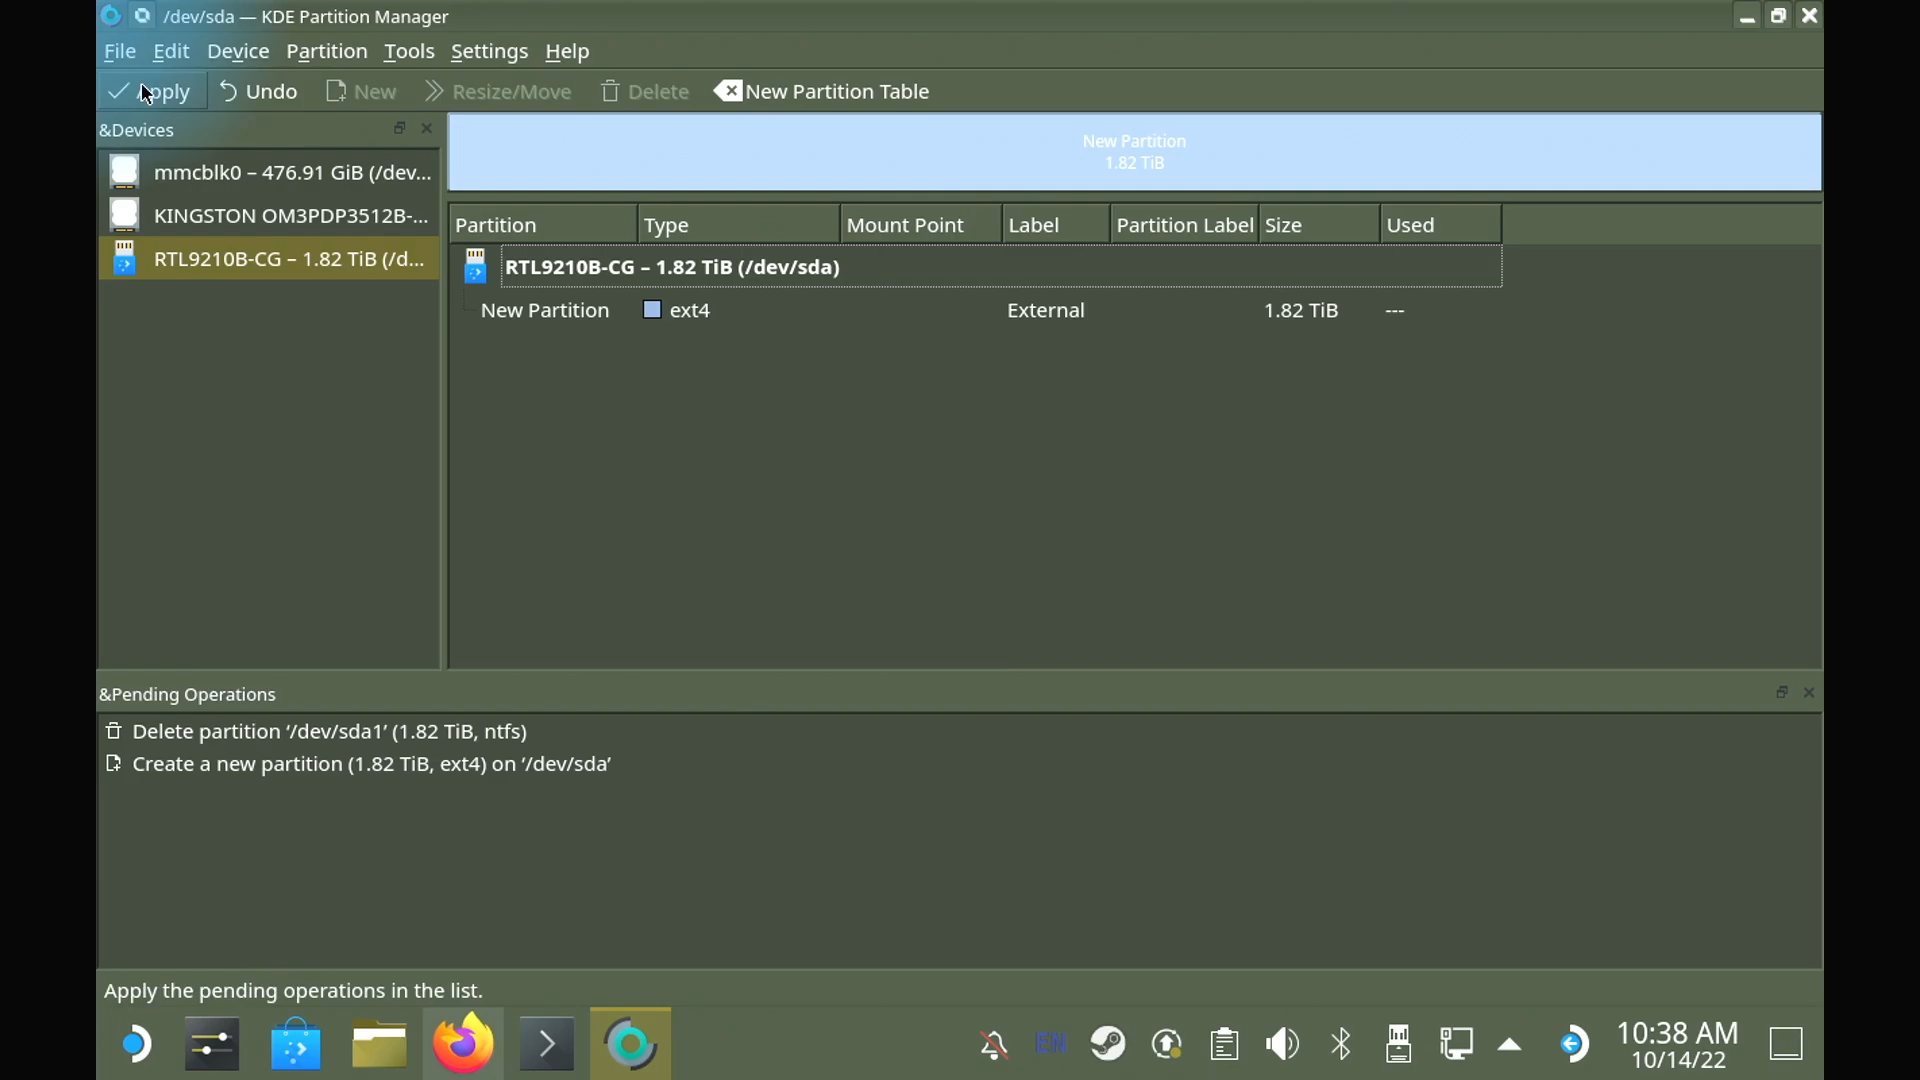 /dev/sda — KDE Partition Manager
File Edit Device Partition Tools Settings Help
Apply Undo New Resize/Move Delete New Partition Table
&Devices
mmcblk0 – 476.91 GiB (/dev...
KINGSTON OM3PDP3512B-...
RTL9210B-CG – 1.82 TiB (/d...
New Partition
1.82 TiB
Partition Type Mount Point Label Partition Label Size Used
RTL9210B-CG – 1.82 TiB (/dev/sda)
New Partition ext4 External 1.82 TiB ---
&Pending Operations
Delete partition ‘/dev/sda1’ (1.82 TiB, ntfs)
Create a new partition (1.82 TiB, ext4) on ‘/dev/sda’
Apply the pending operations in the list.
EN
10:38 AM
10/14/22